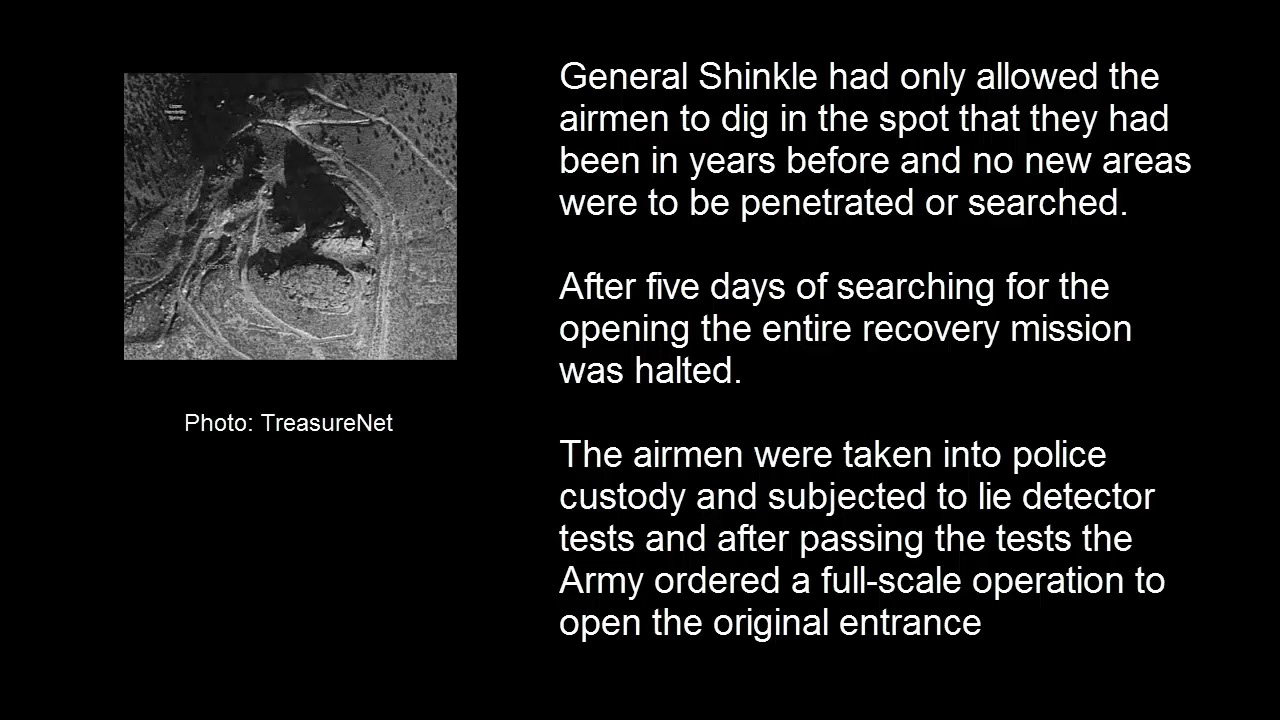 Upper
Hembrillo
Spring
General Shinkle had only allowed the
airmen to dig in the spot that they had
been in years before and no new areas
were to be penetrated or searched.
After five days of searching for the
opening the entire recovery mission
was halted.
The airmen were taken into police
custody and subjected to lie detector
tests and after passing the tests the
Army ordered a full-scale operation to
open the original entrance
Photo: TreasureNet